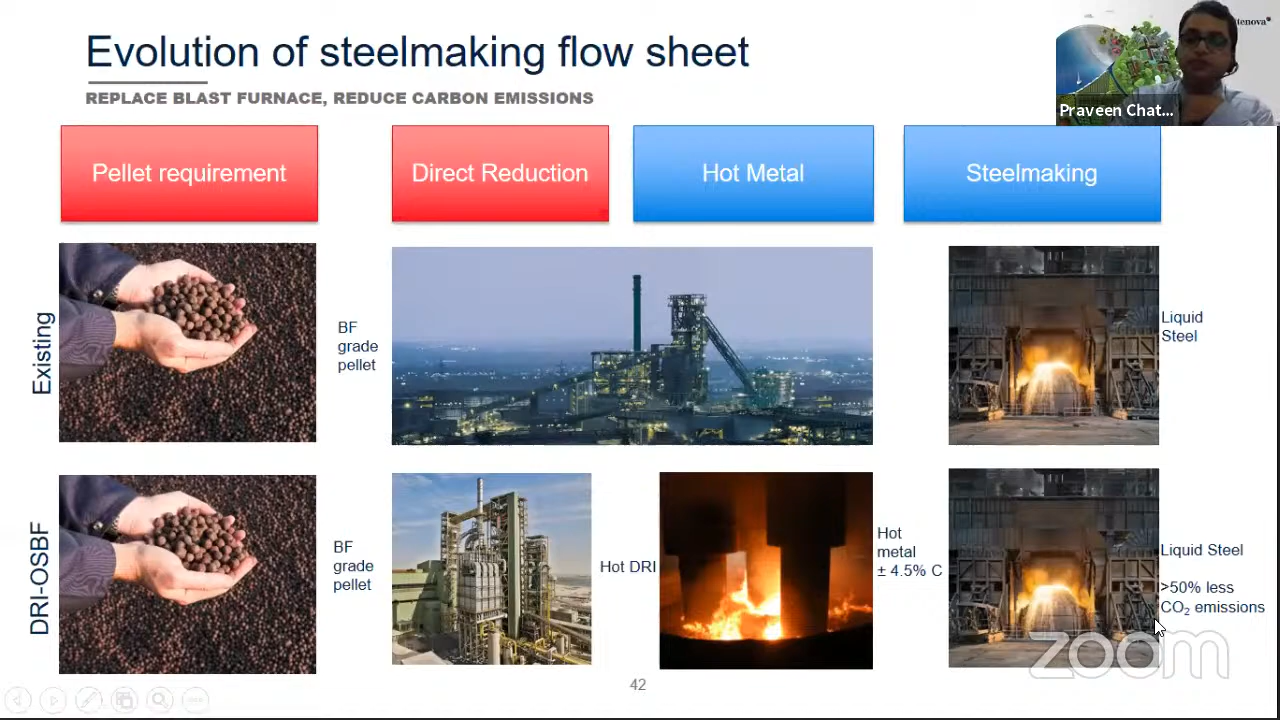 Evolution of steelmaking flow sheet
REPLACE BLAST FURNACE, REDUCE CARBON EMISSIONS
tenova
Praveen Chat...
Pellet requirement
Direct Reduction
Hot Metal
Steelmaking
Existing
BF
grade
pellet
Liquid
Steel
DRI-OSBF
BF
grade
pellet
Hot DRI
Hot
metal
± 4.5% C
Liquid Steel
>50% less
CO₂ emissions
zoom
42